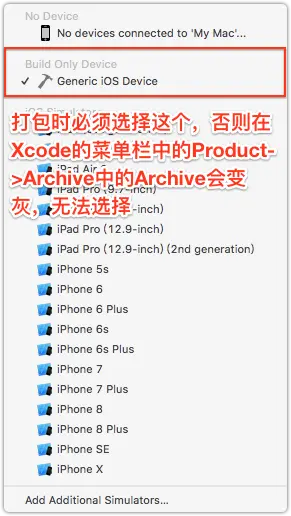 No Device
No devices connected to 'My Mac'...
Build Only Device
✓ Generic iOS Device
打包时必须选择这个，否则在
Xcode的菜单栏中的Product-
>Archive中的Archive会变
灰，无法选择
iPad Pro (12.9-inch)
iPad Pro (12.9-inch) (2nd generation)
iPhone 5s
iPhone 6
iPhone 6 Plus
iPhone 6s
iPhone 6s Plus
iPhone 7
iPhone 7 Plus
iPhone 8
iPhone 8 Plus
iPhone SE
iPhone X
Add Additional Simulators...